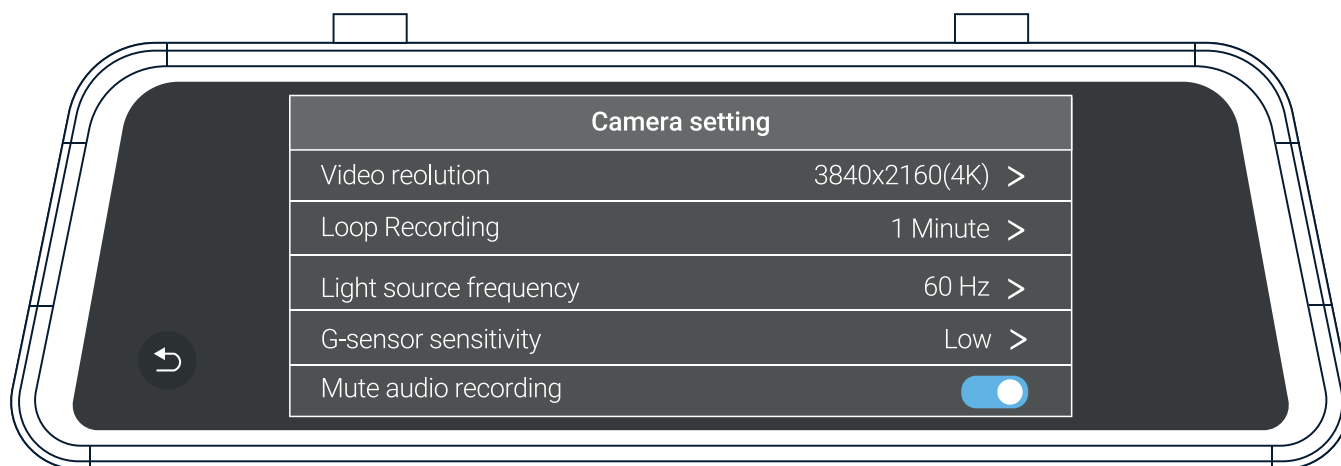 Camera setting
Video reolution 3840x2160(4K) >
Loop Recording 1 Minute >
Light source frequency 60 Hz >
G-sensor sensitivity Low >
Mute audio recording